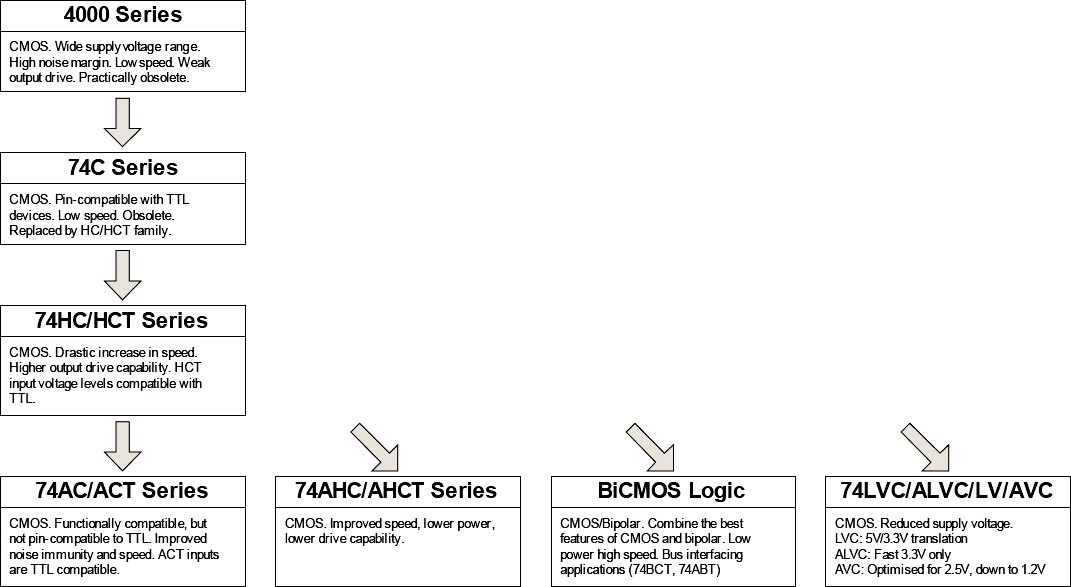 4000 Series
CMOS. Wide supply voltage range.
High noise margin. Low speed. Weak
output drive. Practically obsolete.
74C Series
CMOS. Pin-compatible with TTL
devices. Low speed. Obsolete.
Replaced by HC/HCT family.
74HC/HCT Series
CMOS. Drastic increase in speed.
Higher output drive capability. HCT
input voltage levels compatible with
TTL.
74AC/ACT Series
CMOS. Functionally compatible, but
not pin-compatible to TTL. Improved
noise immunity and speed. ACT inputs
are TTL compatible.
74AHC/AHCT Series
CMOS. Improved speed, lower power,
lower drive capability.
BiCMOS Logic
CMOS/Bipolar. Combine the best
features of CMOS and bipolar. Low
power high speed. Bus interfacing
applications (74BCT, 74ABT)
74LVC/ALVC/LV/AVC
CMOS. Reduced supply voltage.
LVC: 5V/3.3V translation
ALVC: Fast 3.3V only
AVC: Optimised for 2.5V, down to 1.2V